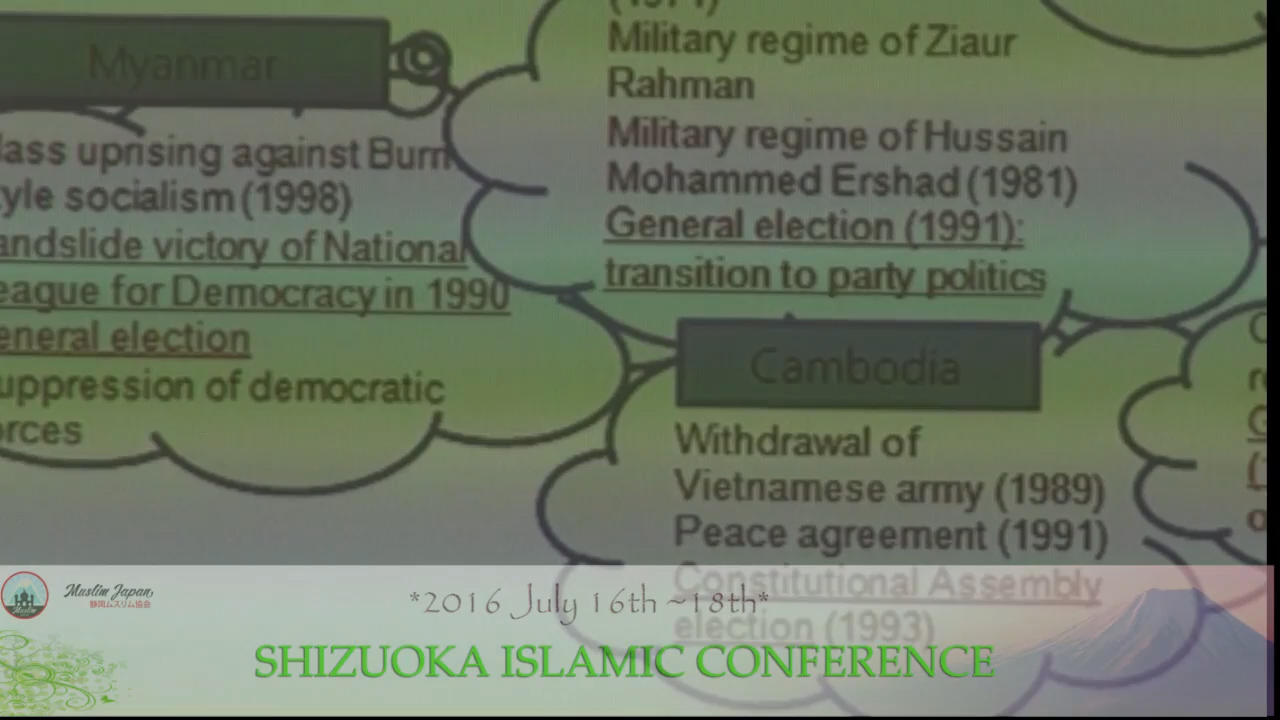 (1971)
Military regime of Ziaur
Rahman
Military regime of Hussain
Mohammed Ershad (1981)
General election (1991):
transition to party politics
Myanmar
lass uprising against Burm
tyle socialism (1998)
andslide victory of National
eague for Democracy in 1990
eneral election
uppression of democratic
orces
Cambodia
Withdrawal of
Vietnamese army (1989)
Peace agreement (1991)
Constitutional Assembly
election (1993)
Muslim Japan
静岡ムスリム協会
*2016 July 16th ~18th*
SHIZUOKA ISLAMIC CONFERENCE